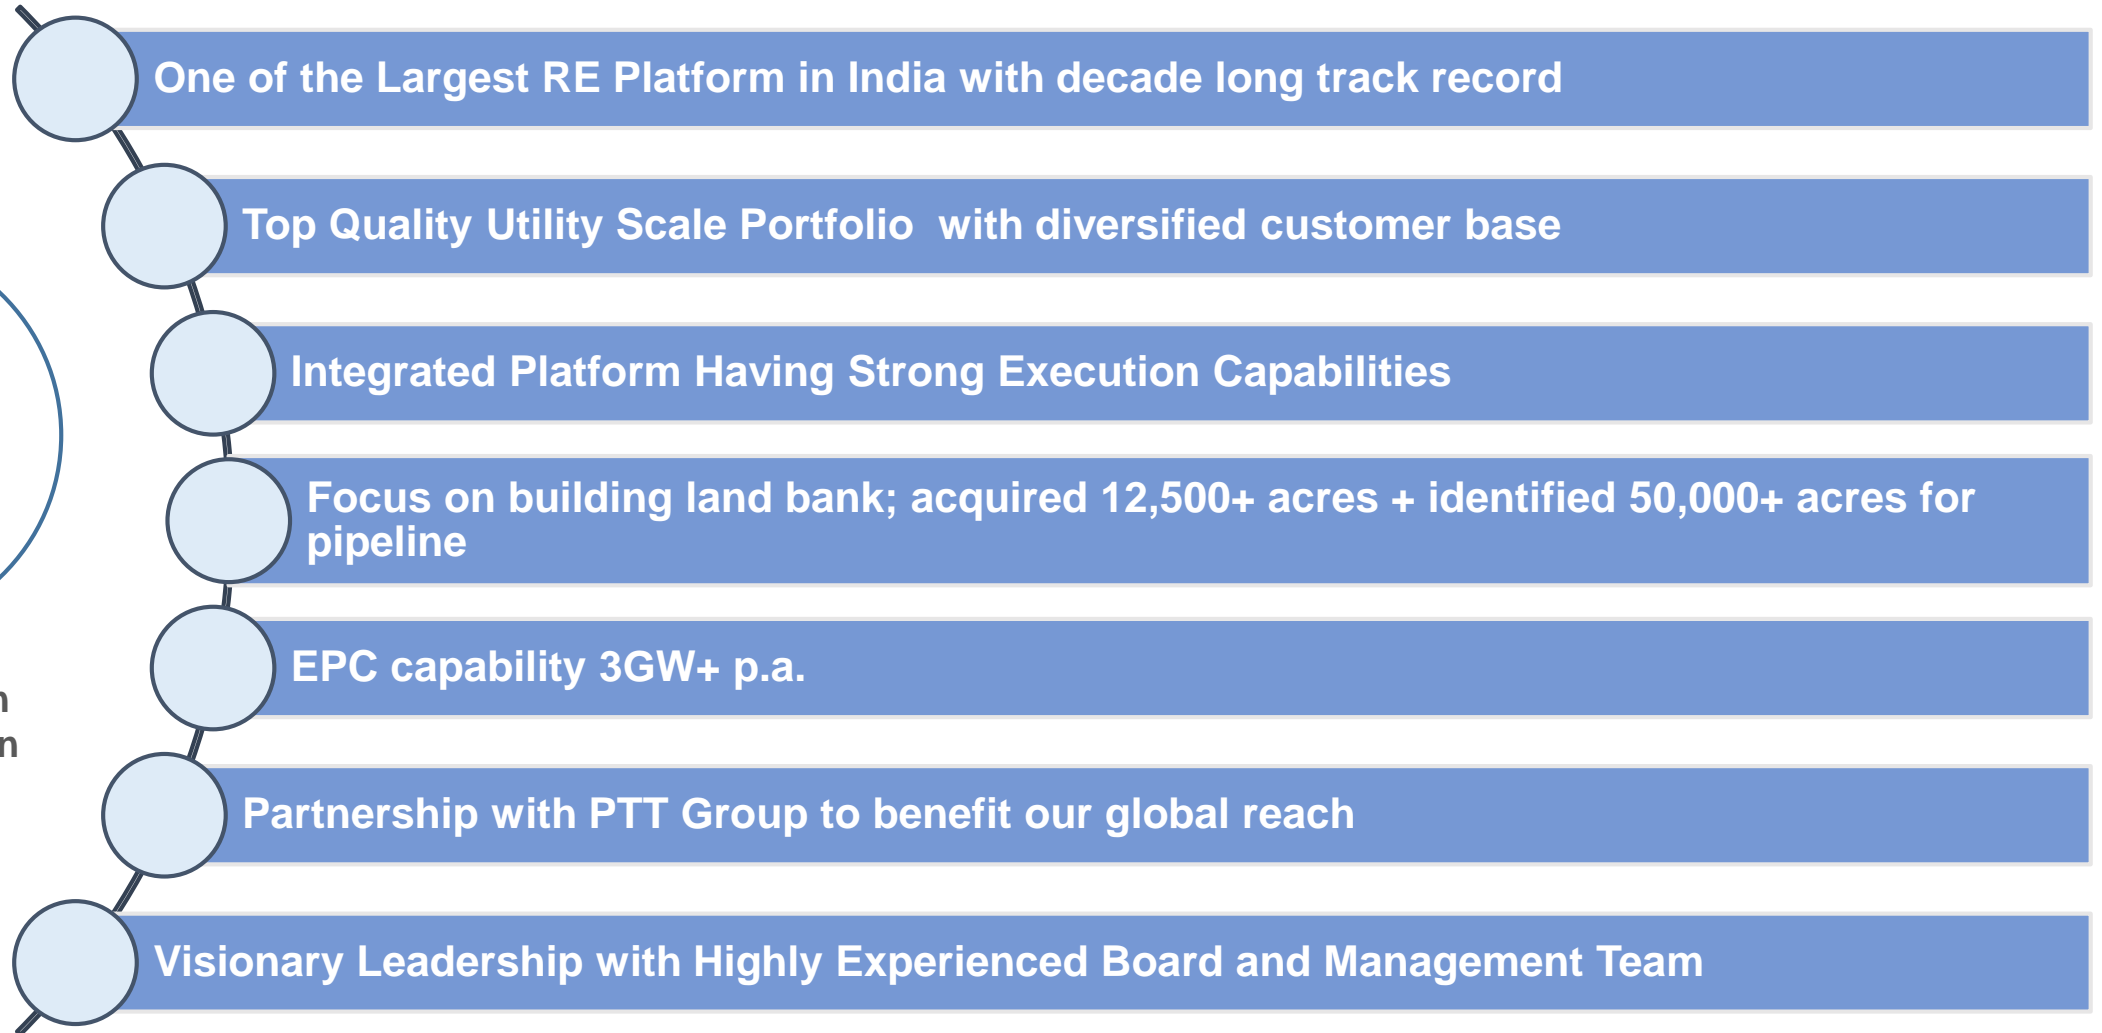 One of the Largest RE Platform in India with decade long track record
Top Quality Utility Scale Portfolio  with diversified customer base
Integrated Platform Having Strong Execution Capabilities
Focus on building land bank; acquired 12,500+ acres + identified 50,000+ acres for
pipeline
EPC capability 3GW+ p.a.
Partnership with PTT Group to benefit our global reach
Visionary Leadership with Highly Experienced Board and Management Team